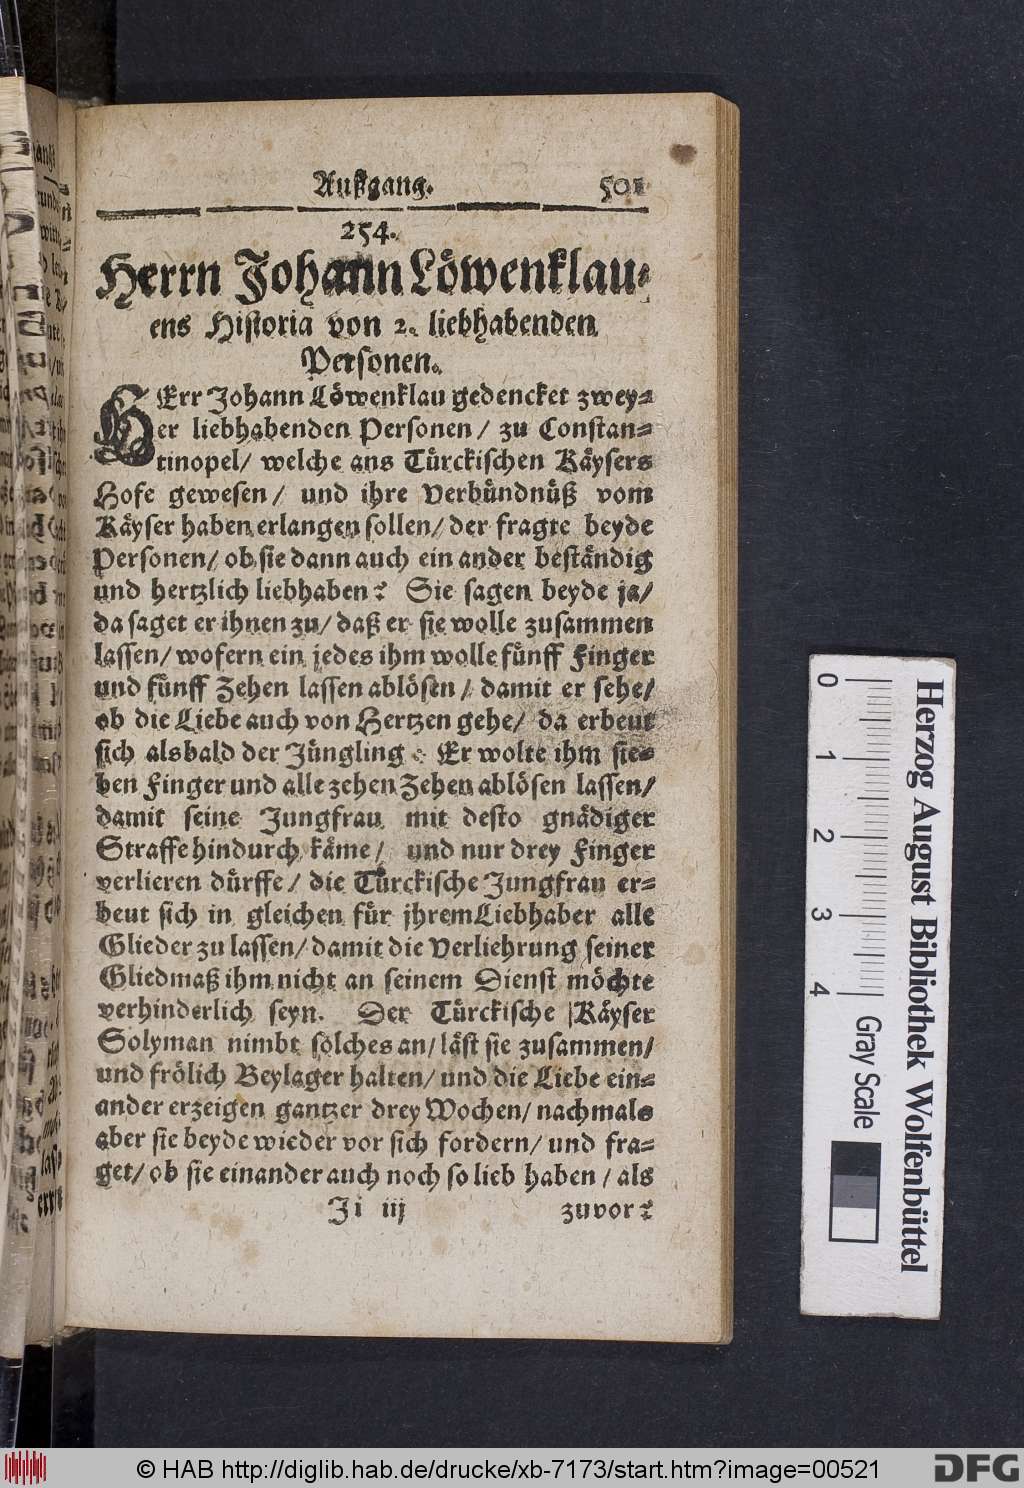 Außgang. 501
254.
Herrn Johann Löwenklau-
ens Historia von 2. liebhabenden
Personen.
HErr Johann Löwenklau gedencket zwey-
er liebhabenden Personen / zu Constan-
tinopel / welche ans Türckischen Käysers
Hofe gewesen / und ihre Verbündnüß vom
Käyser haben erlangen sollen / der fragte beyde
Personen / ob sie dann auch ein ander beständig
und hertzlich liebhaben? Sie sagen beyde ja /
da saget er ihnen zu / daß er sie wolle zusammen
lassen / wofern ein jedes ihm wolle fünff Finger
und fünff Zehen lassen ablösen / damit er sehe /
ob die Liebe auch von Hertzen gehe / da erbeut
sich alsbald der Jüngling : Er wolte ihm sie-
ben Finger und alle zehen Zehen ablösen lassen /
damit seine Jungfrau mit desto gnädiger
Straffe hindurch käme / und nur drey Finger
verlieren dürffe / die Türckische Jungfrau er-
beut sich in gleichen für jhrem Liebhaber alle
Glieder zu lassen / damit die Verliehrung seiner
Gliedmaß ihm nicht an seinem Dienst möchte
verhinderlich seyn. Der Türckische Käyser
Solyman nimbt solches an / läst sie zusammen /
und frölich Beylager halten / und die Liebe ein-
ander erzeigen gantzer drey Wochen / nachmals
aber sie beyde wieder vor sich fordern / und fra-
get / ob sie einander auch noch so lieb haben / als
Ji iij zuvor?
0 1 2 3 4
Gray Scale
Herzog August Bibliothek Wolfenbüttel
© HAB http://diglib.hab.de/drucke/xb-7173/start.htm?image=00521
DFG